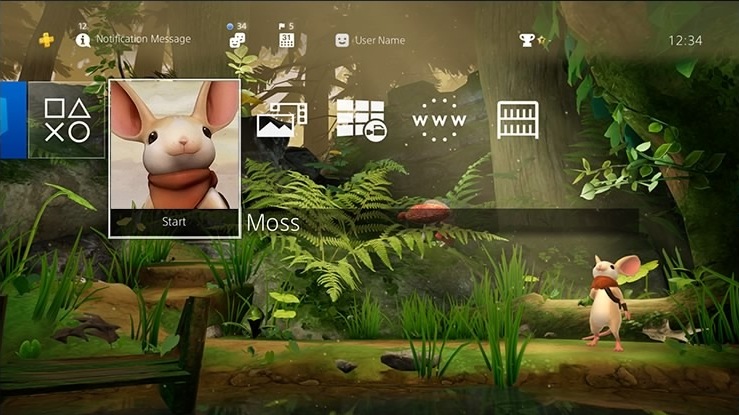 12
Notification Message
34
5
31
User Name
12:34
www
Start
Moss